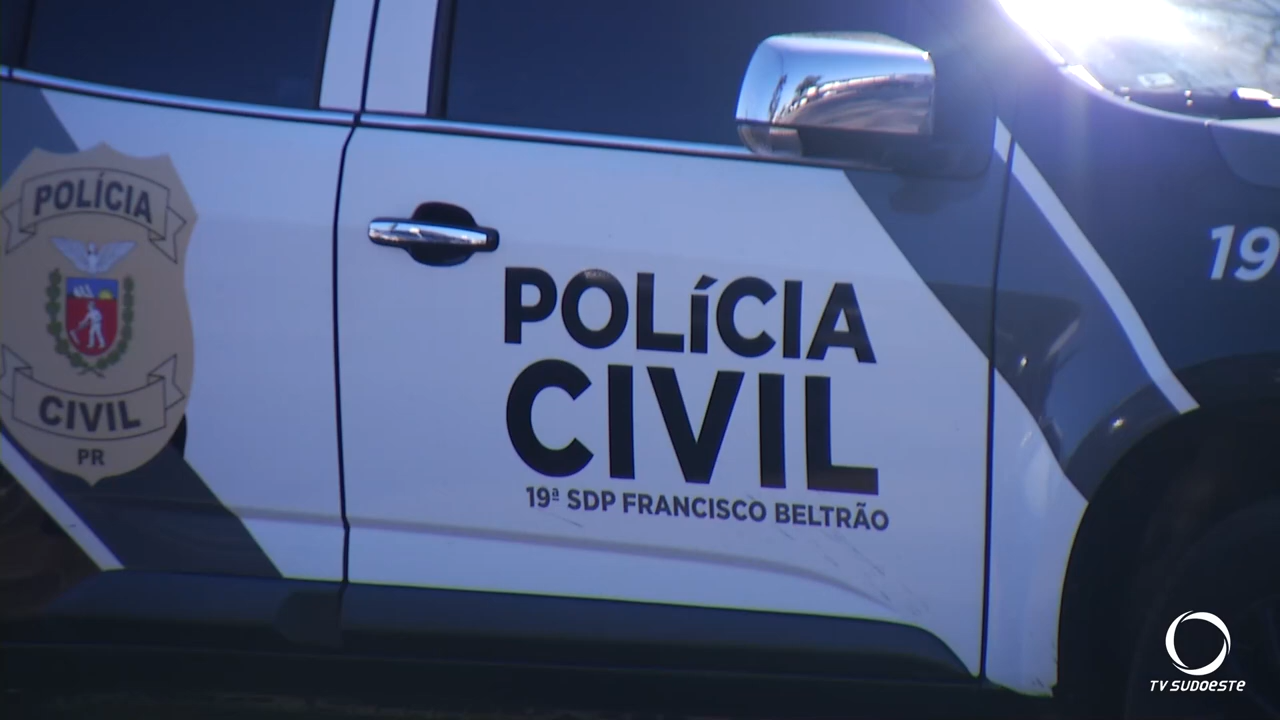 POLÍCIA
CIVIL
PR
POLÍCIA
CIVIL
19ª SDP FRANCISCO BELTRÃO
19
TV SUDOESTE